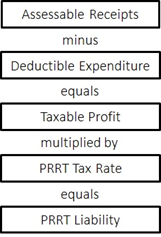 Assessable Receipts
minus
Deductible Expenditure
equals
Taxable Profit
multiplied by
PRRT Tax Rate
equals
PRRT Liability